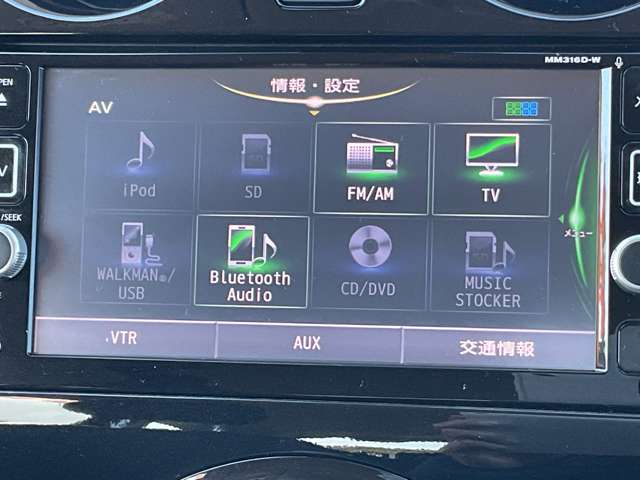 MM316D-W
OPEN
情報・設定
AV
iPod
SD
FM/AM
TV
/SEEK
メニュー
WALKMAN®/
USB
Bluetooth
Audio
CD/DVD
MUSIC
STOCKER
VTR
AUX
交通情報